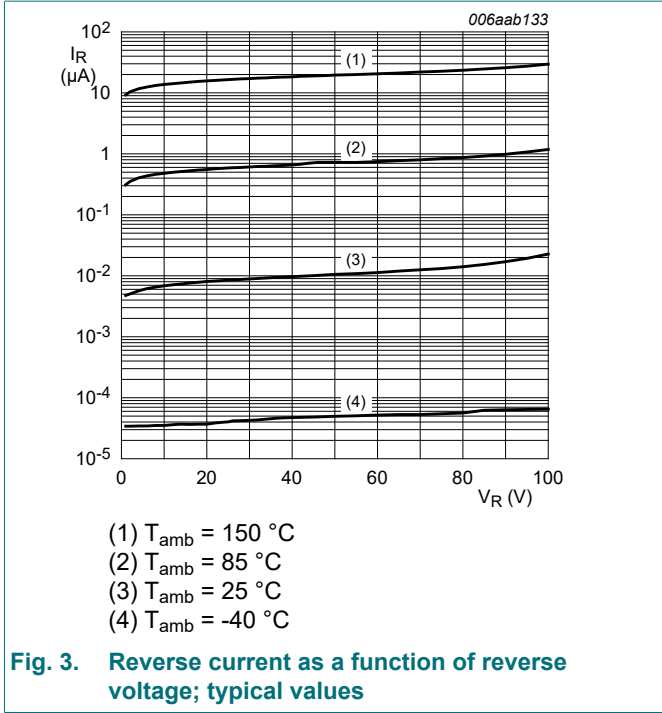 006aab133
10²
I_R
(µA)
10
1
10⁻¹
10⁻²
10⁻³
10⁻⁴
10⁻⁵
(1)
(2)
(3)
(4)
0 20 40 60 80 100
V_R (V)
(1) T_amb = 150 °C
(2) T_amb = 85 °C
(3) T_amb = 25 °C
(4) T_amb = -40 °C
Fig. 3. Reverse current as a function of reverse
voltage; typical values